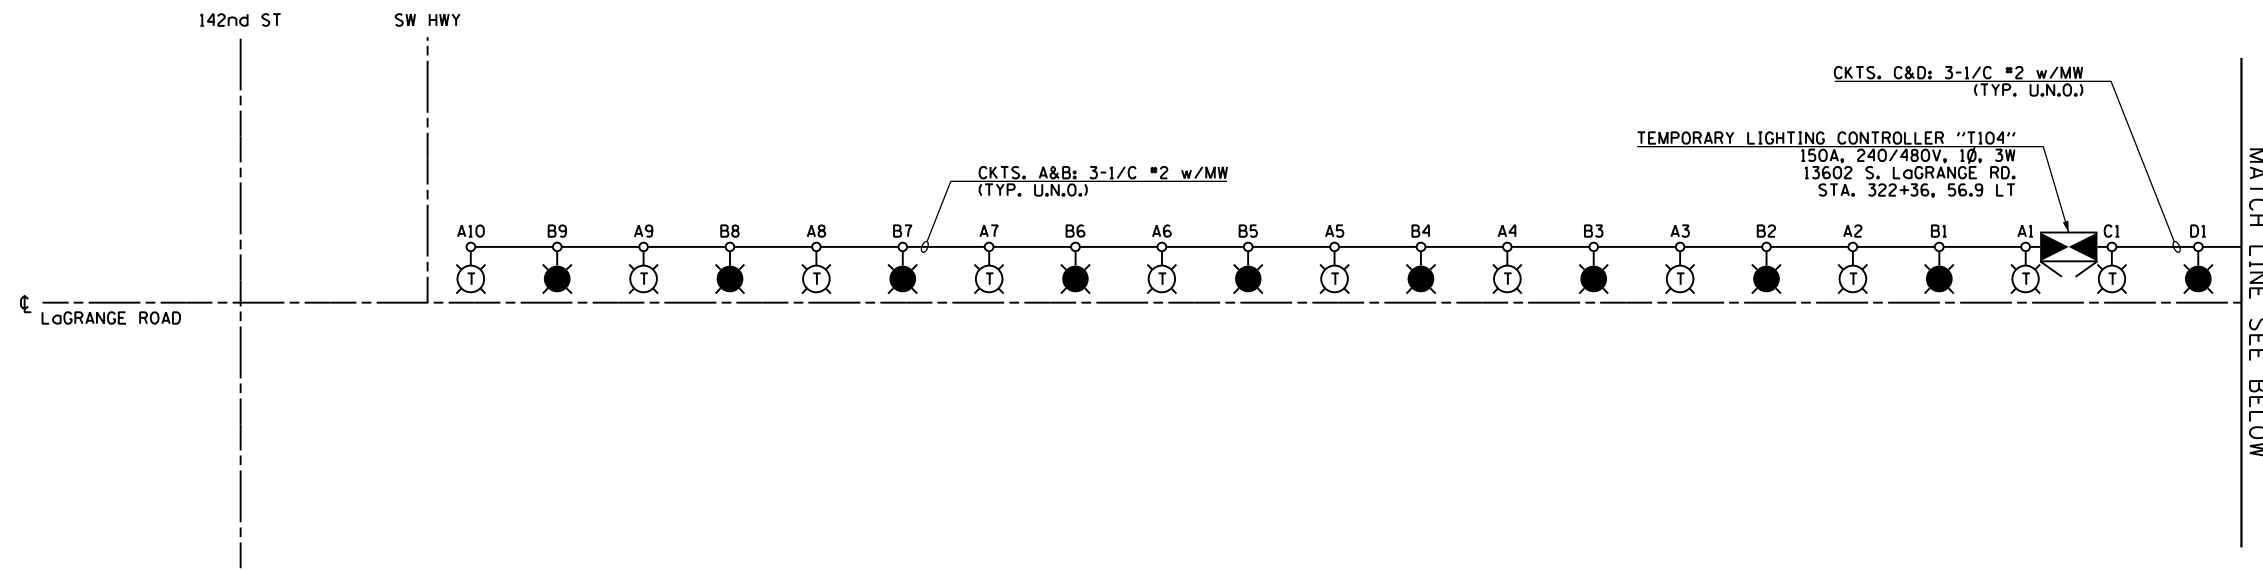 142nd ST
SW HWY
CKTS. C&D: 3-1/C #2 w/MW
(TYP. U.N.O.)
TEMPORARY LIGHTING CONTROLLER "T104"
150A, 240/480V, 1Ø, 3W
13602 S. LaGRANGE RD.
STA. 322+36, 56.9 LT
CKTS. A&B: 3-1/C #2 w/MW
(TYP. U.N.O.)
A10 B9 A9 B8 A8 B7 A7 B6 A6 B5 A5 B4 A4 B3 A3 B2 A2 B1 A1 C1 D1
T T T T T T T T T T T
℄
LaGRANGE ROAD
MATCH LINE SEE BELOW